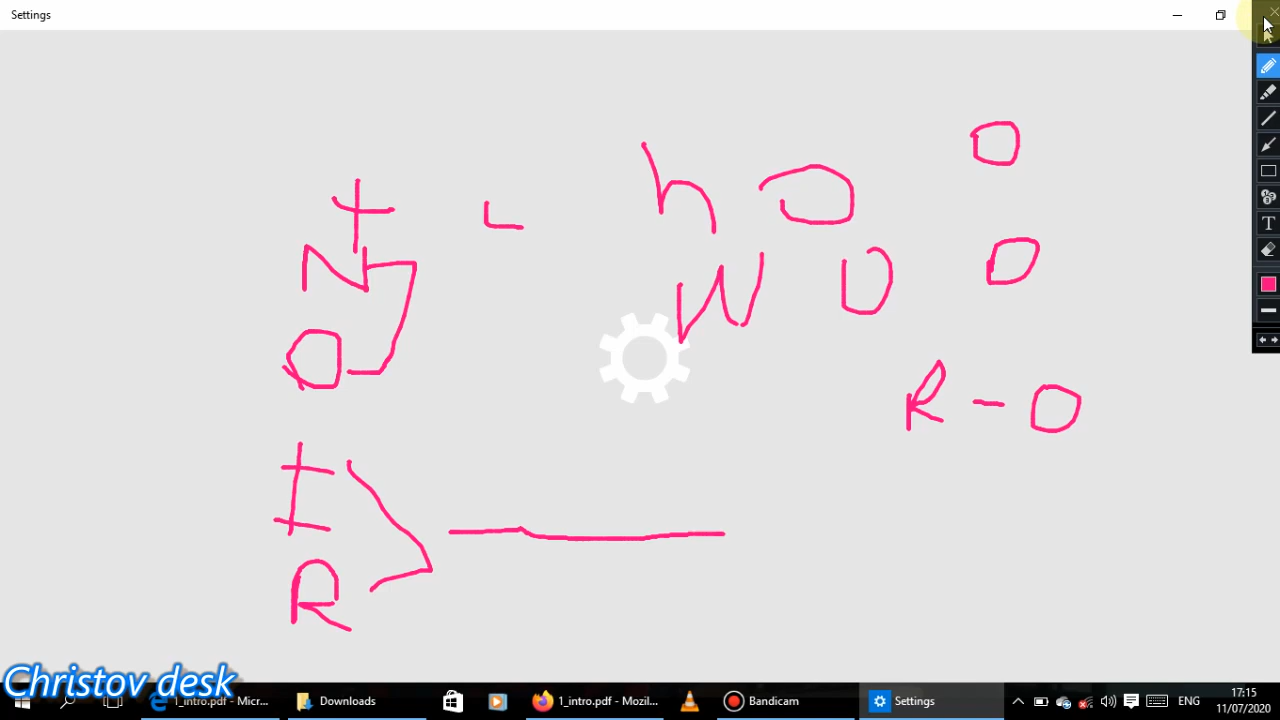 Settings
h O O
N
W O O
O
R - O
I
R
Christov desk
1_intro.pdf - Micr...
Downloads
1_intro.pdf - Mozil...
Bandicam
Settings
ENG
17:15
11/07/2020